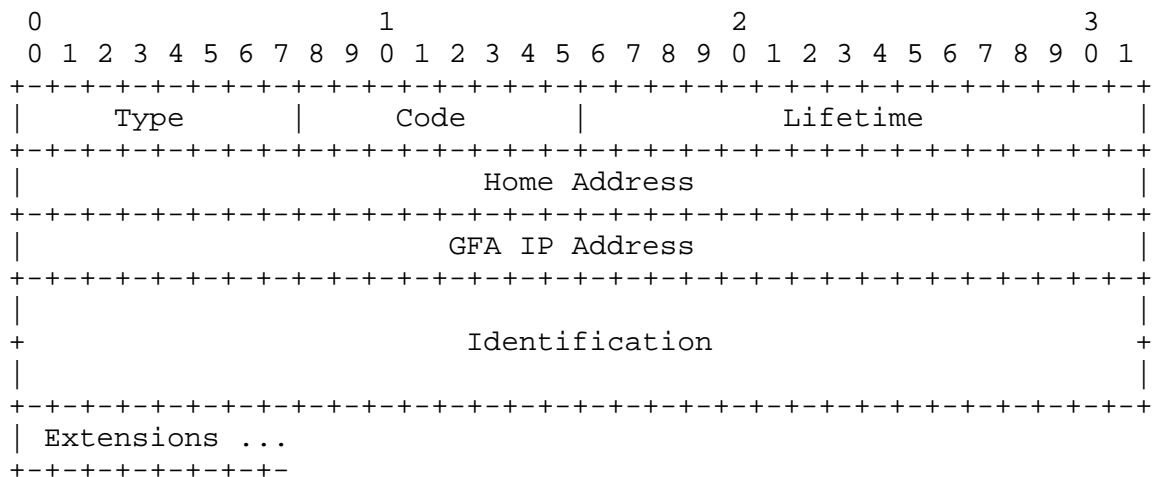 0                   1                   2                   3
 0 1 2 3 4 5 6 7 8 9 0 1 2 3 4 5 6 7 8 9 0 1 2 3 4 5 6 7 8 9 0 1
+-+-+-+-+-+-+-+-+-+-+-+-+-+-+-+-+-+-+-+-+-+-+-+-+-+-+-+-+-+-+-+-+
|     Type      |     Code      |           Lifetime            |
+-+-+-+-+-+-+-+-+-+-+-+-+-+-+-+-+-+-+-+-+-+-+-+-+-+-+-+-+-+-+-+-+
|                          Home Address                         |
+-+-+-+-+-+-+-+-+-+-+-+-+-+-+-+-+-+-+-+-+-+-+-+-+-+-+-+-+-+-+-+-+
|                        GFA IP Address                         |
+-+-+-+-+-+-+-+-+-+-+-+-+-+-+-+-+-+-+-+-+-+-+-+-+-+-+-+-+-+-+-+-+
|                                                               |
+                         Identification                        +
|                                                               |
+-+-+-+-+-+-+-+-+-+-+-+-+-+-+-+-+-+-+-+-+-+-+-+-+-+-+-+-+-+-+-+-+
| Extensions ...
+-+-+-+-+-+-+-+-